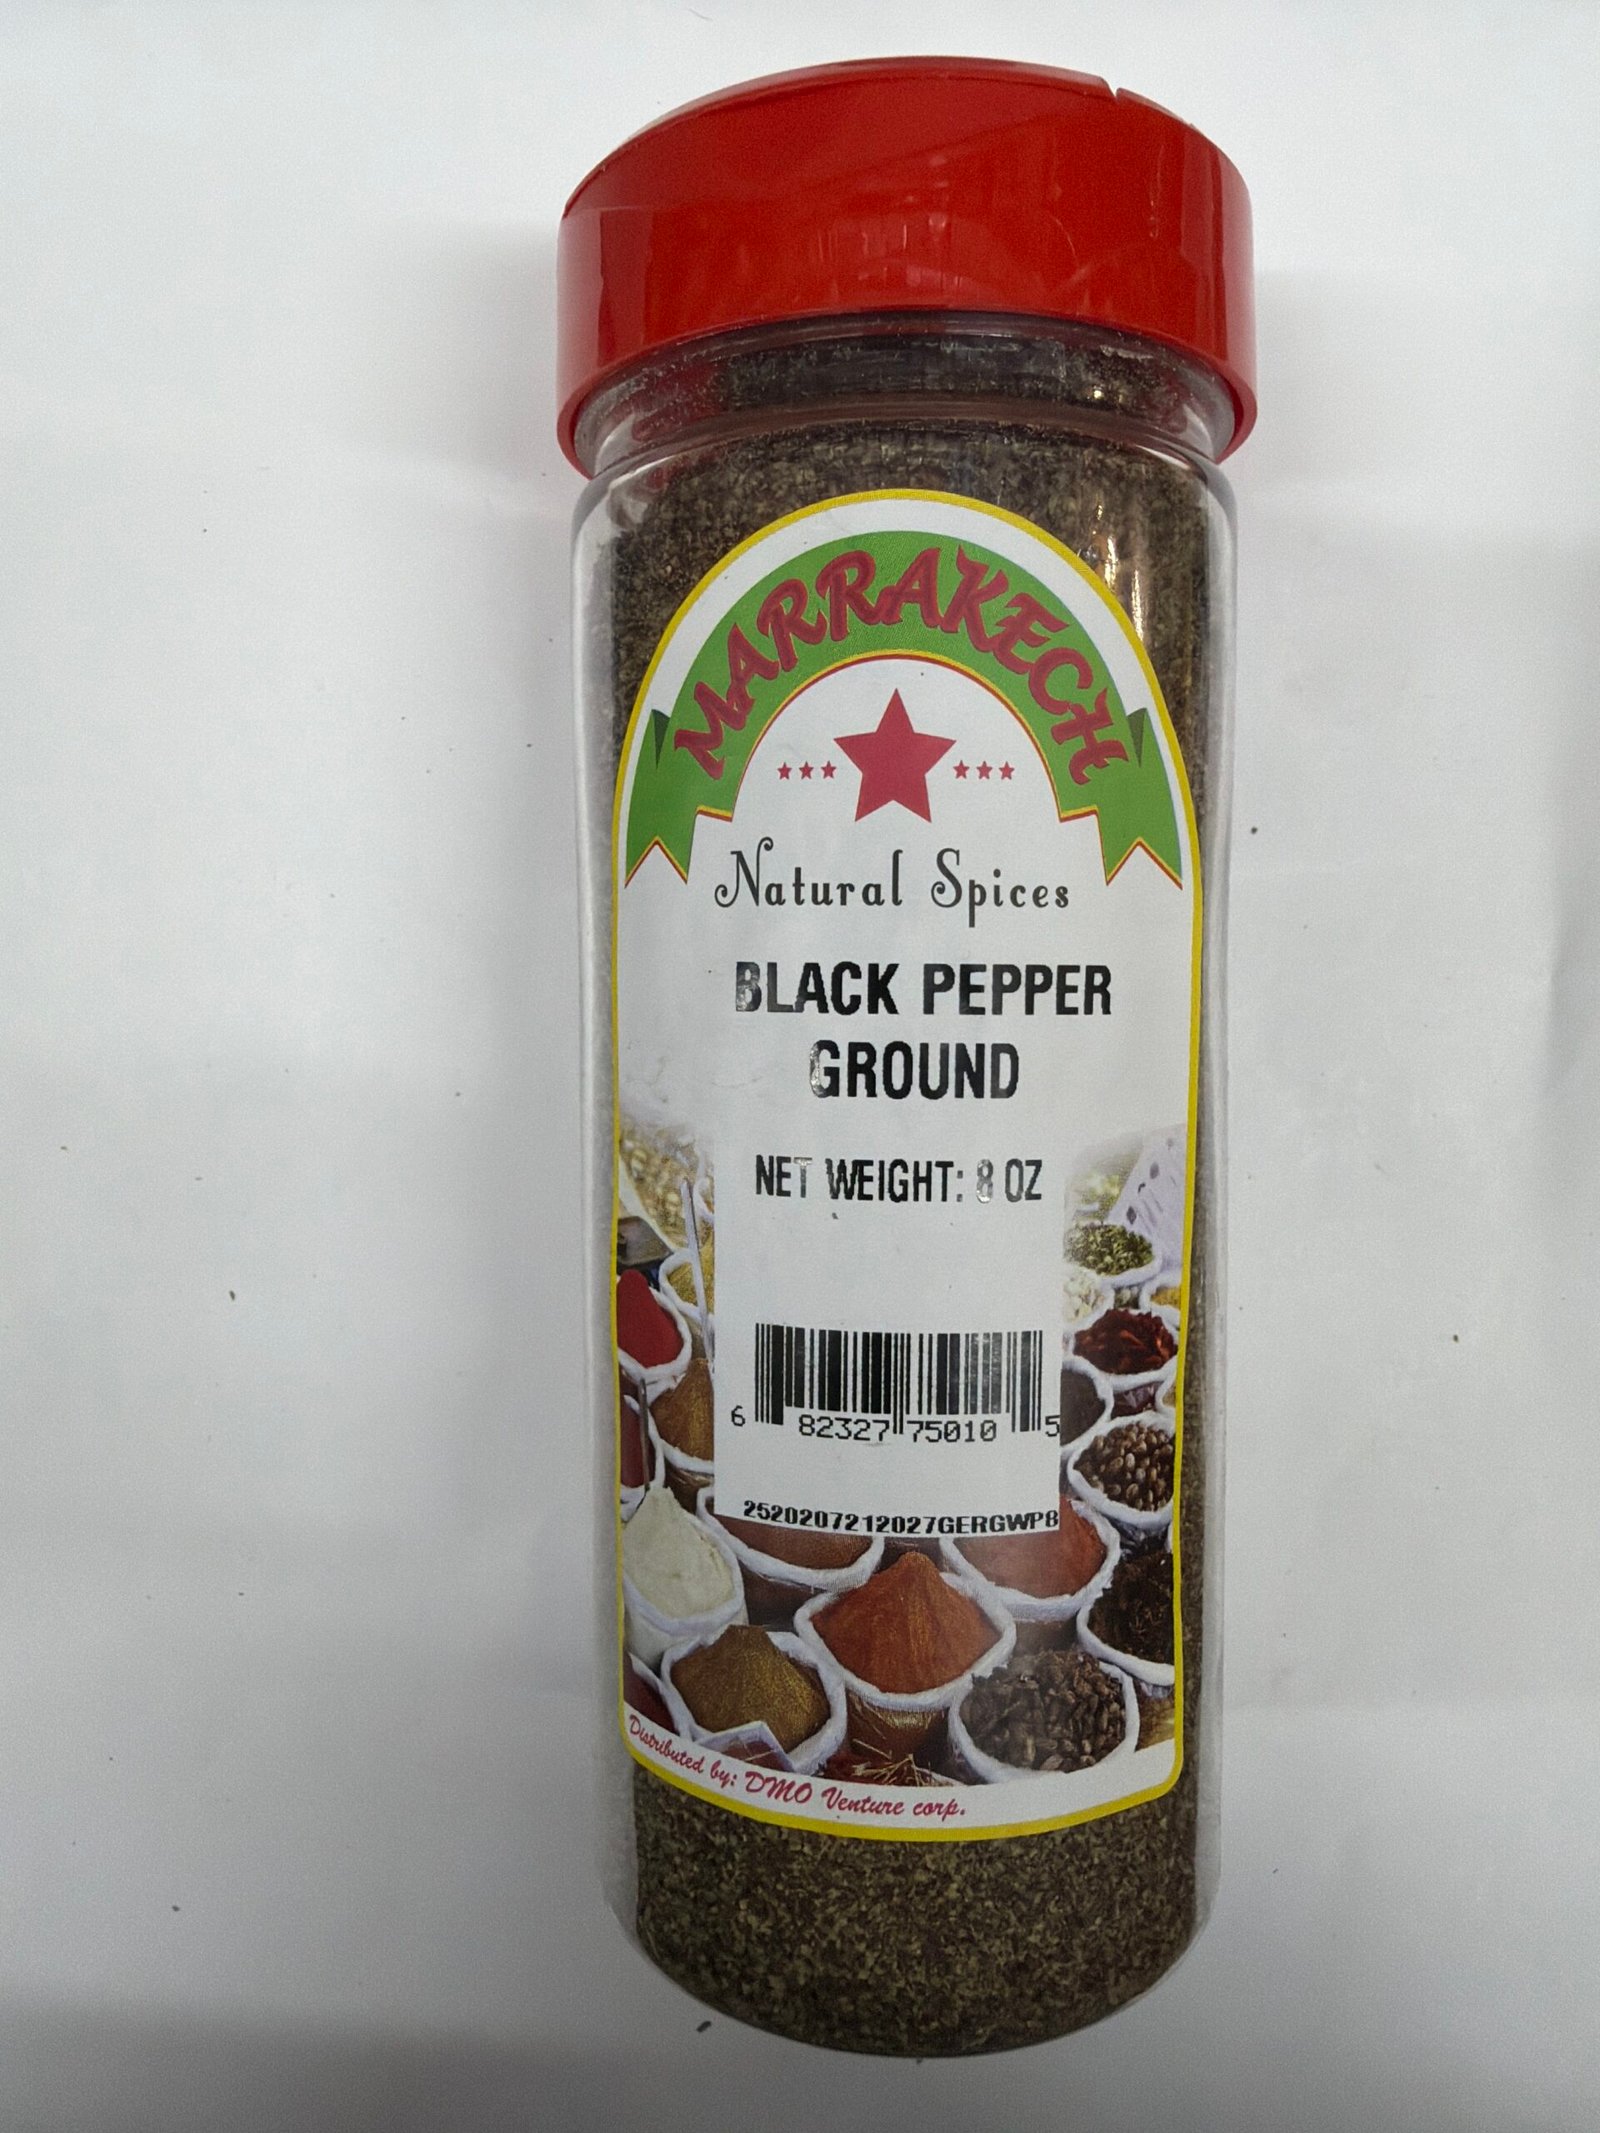 MARRAKECH
Natural Spices
BLACK PEPPER
GROUND
NET WEIGHT: 8 OZ
6 82327 75010 5
2520207212027GERGWP8
Distributed by: DMO Venture corp.